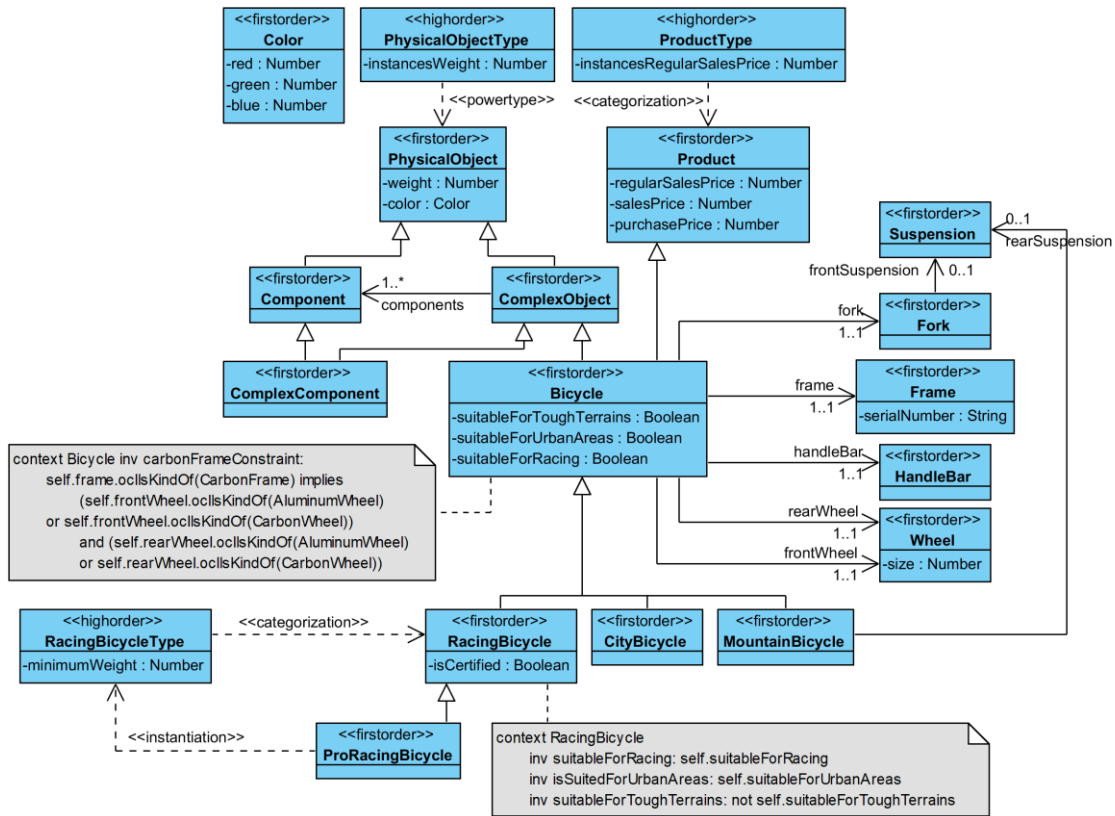 <<firstorder>>
Color
-red : Number
-green : Number
-blue : Number
<<highorder>>
PhysicalObjectType
-instancesWeight : Number
<<highorder>>
ProductType
-instancesRegularSalesPrice : Number
<<powertype>>
<<categorization>>
<<firstorder>>
PhysicalObject
-weight : Number
-color : Color
<<firstorder>>
Product
-regularSalesPrice : Number
-salesPrice : Number
-purchasePrice : Number
<<firstorder>>
Suspension
0..1
rearSuspension
frontSuspension
0..1
<<firstorder>>
Component
1..*
components
<<firstorder>>
ComplexObject
fork
1..1
<<firstorder>>
Fork
<<firstorder>>
ComplexComponent
<<firstorder>>
Bicycle
-suitableForToughTerrains : Boolean
-suitableForUrbanAreas : Boolean
-suitableForRacing : Boolean
frame
1..1
<<firstorder>>
Frame
-serialNumber : String
handleBar
1..1
<<firstorder>>
HandleBar
context Bicycle inv carbonFrameConstraint:
self.frame.oclIsKindOf(CarbonFrame) implies
(self.frontWheel.oclIsKindOf(AluminumWheel)
or self.frontWheel.oclIsKindOf(CarbonWheel))
and (self.rearWheel.oclIsKindOf(AluminumWheel)
or self.rearWheel.oclIsKindOf(CarbonWheel))
rearWheel
1..1
frontWheel
1..1
<<firstorder>>
Wheel
-size : Number
<<highorder>>
RacingBicycleType
-minimumWeight : Number
<<categorization>>
<<firstorder>>
RacingBicycle
-isCertified : Boolean
<<firstorder>>
CityBicycle
<<firstorder>>
MountainBicycle
<<instantiation>>
<<firstorder>>
ProRacingBicycle
context RacingBicycle
inv suitableForRacing: self.suitableForRacing
inv isSuitedForUrbanAreas: self.suitableForUrbanAreas
inv suitableForToughTerrains: not self.suitableForToughTerrains